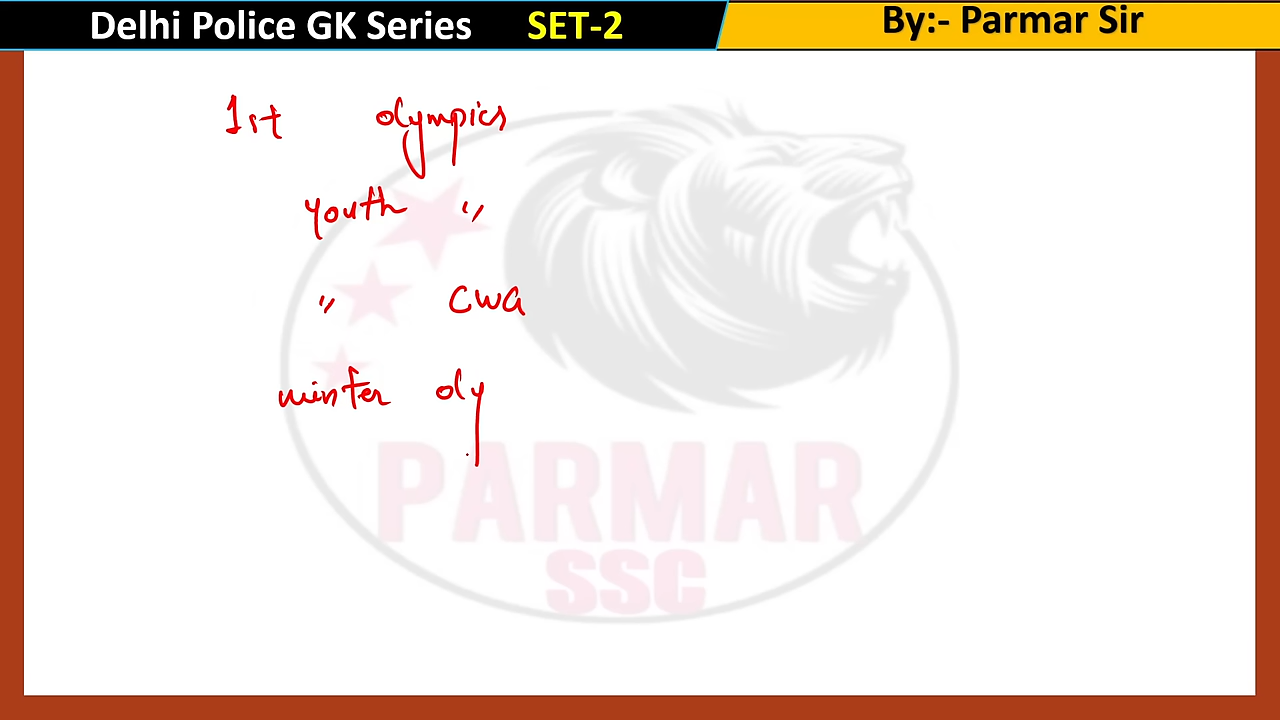 Delhi Police GK Series SET-2 By:- Parmar Sir
1st olympics
youth "
" CWG
winter oly
PARMAR
SSC